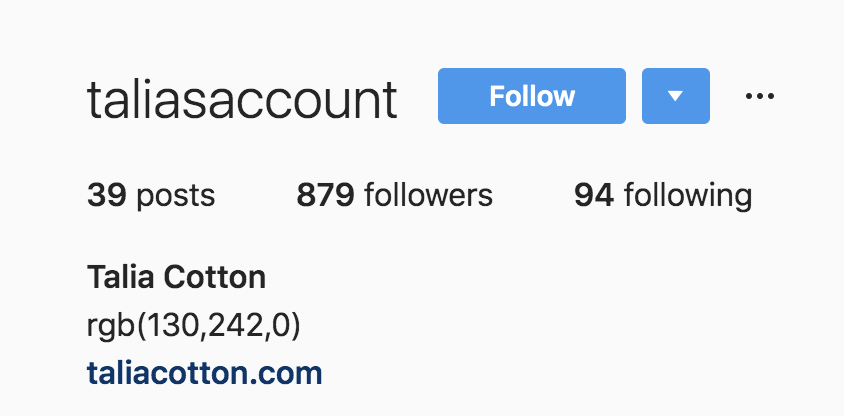 taliasaccount Follow ...
39 posts 879 followers 94 following
Talia Cotton
rgb(130,242,0)
taliacotton.com